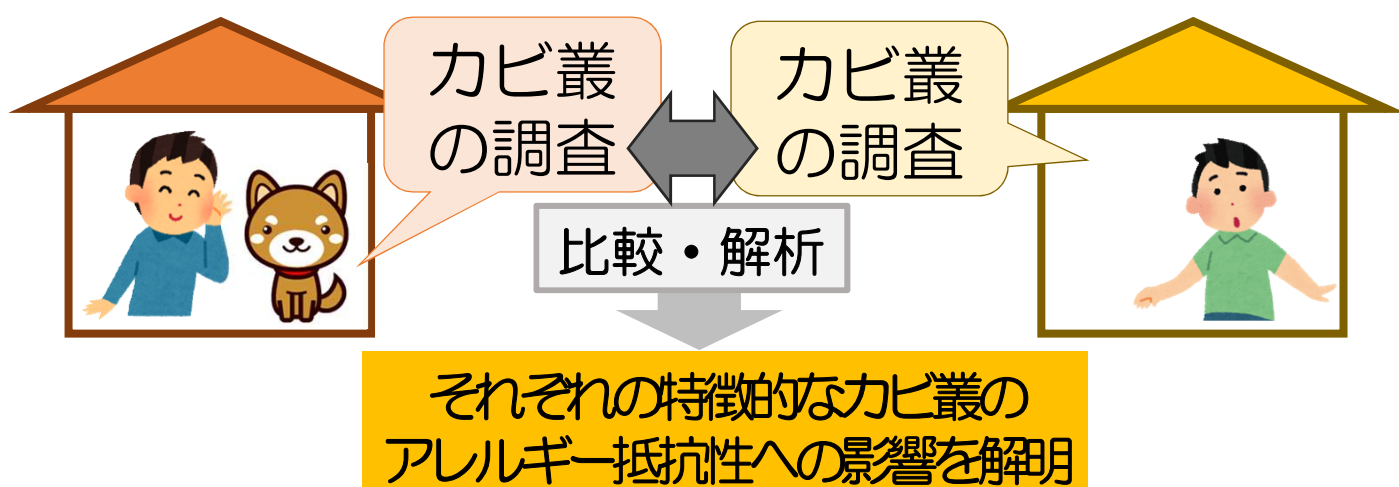 カビ叢
の調査
カビ叢
の調査
比較・解析
それぞれの特徴的なカビ叢の
アレルギー抵抗性への影響を解明